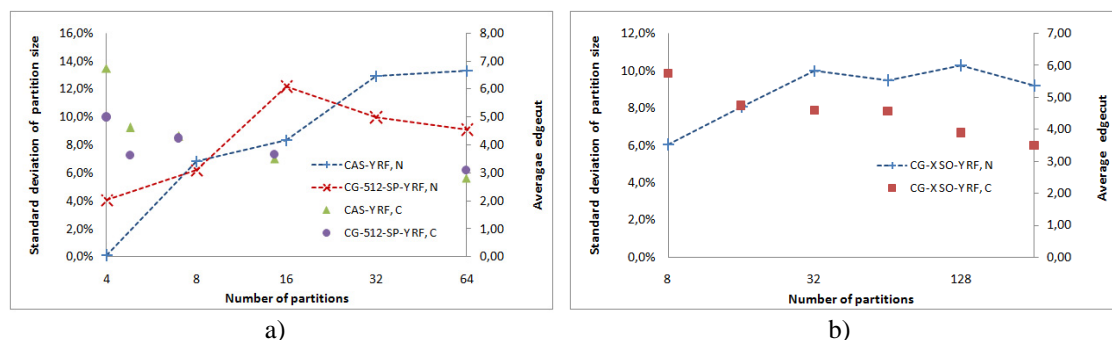 16,0%
14,0%
12,0%
10,0%
8,0%
6,0%
4,0%
2,0%
0,0%
Standard deviation of partition size
8,00
7,00
6,00
5,00
4,00
3,00
2,00
1,00
0,00
Averagae edgecut
CAS-YRF, N
CG-512-SP-YRF, N
CAS-YRF, C
CG-512-SP-YRF, C
4 8 16 32 64
Number of partitions
a)
12,0%
10,0%
8,0%
6,0%
4,0%
2,0%
0,0%
Standard deviation of partition size
7,00
6,00
5,00
4,00
3,00
2,00
1,00
0,00
Average edgecut
CG-XSO-YRF, N
CG-XSO-YRF, C
8 32 128
Number of partitions
b)